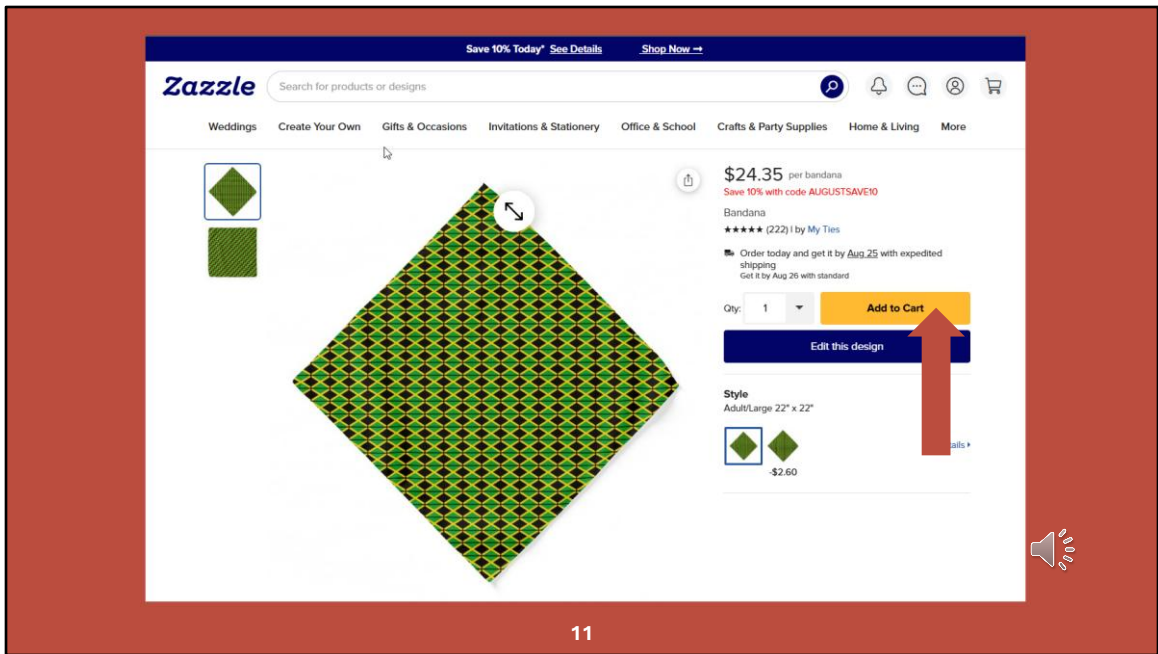 Save 10% Today* See Details Shop Now →
Zazzle Search for products or designs
Weddings Create Your Own Gifts & Occasions Invitations & Stationery Office & School Crafts & Party Supplies Home & Living More
$24.35 per bandana
Save 10% with code AUGUSTSAVE10
Bandana
★★★★★ (222) | by My Ties
Order today and get it by Aug 25 with expedited
shipping
Get it by Aug 26 with standard
Qty: 1 Add to Cart
Edit this design
Style
Adult/Large 22" x 22"
-$2.60
11